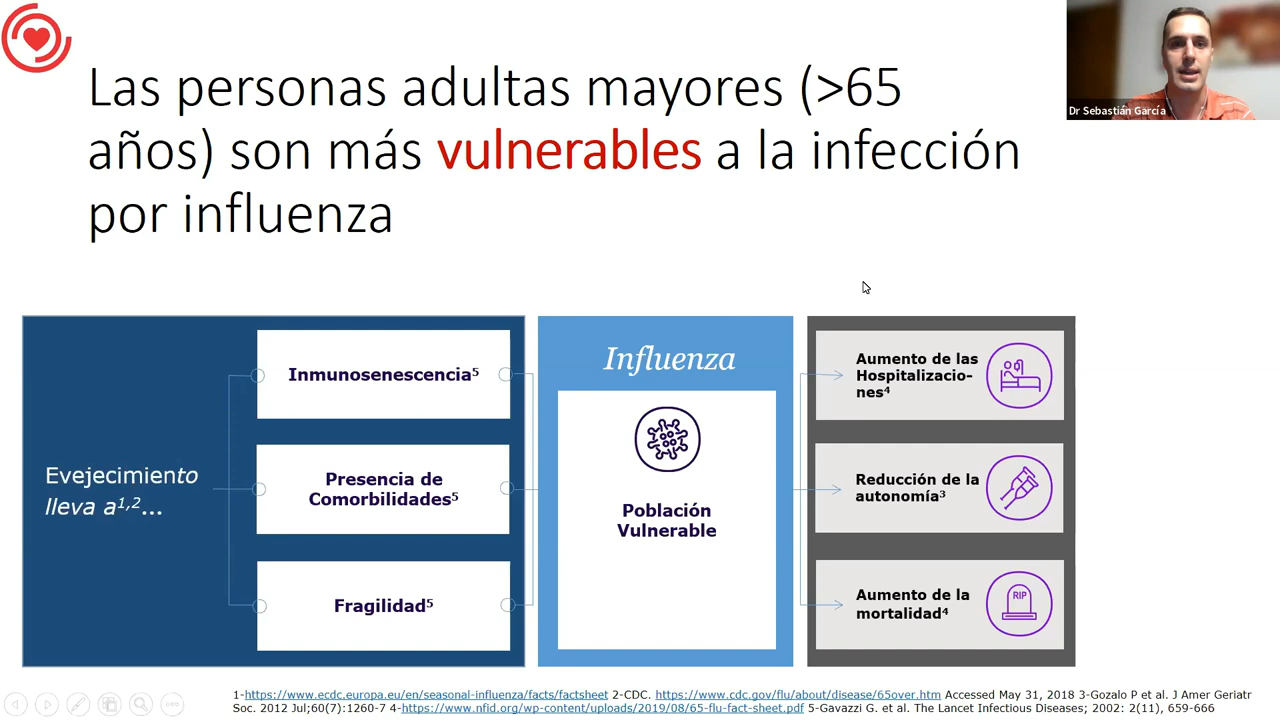 Las personas adultas mayores (>65
años) son más vulnerables a la infección
por influenza
Dr Sebastián García
Evejecimiento
lleva a1,2...
Inmunosenescencia5
Presencia de
Comorbilidades5
Fragilidad5
Influenza
Población
Vulnerable
Aumento de las
Hospitalizacio-
nes4
Reducción de la
autonomía3
Aumento de la
mortalidad4
RIP
1-https://www.ecdc.europa.eu/en/seasonal-influenza/facts/factsheet 2-CDC. https://www.cdc.gov/flu/about/disease/65over.htm Accessed May 31, 2018 3-Gozalo P et al. J Amer Geriatr
Soc. 2012 Jul;60(7):1260-7 4-https://www.nfid.org/wp-content/uploads/2019/08/65-flu-fact-sheet.pdf 5-Gavazzi G. et al. The Lancet Infectious Diseases; 2002: 2(11), 659-666